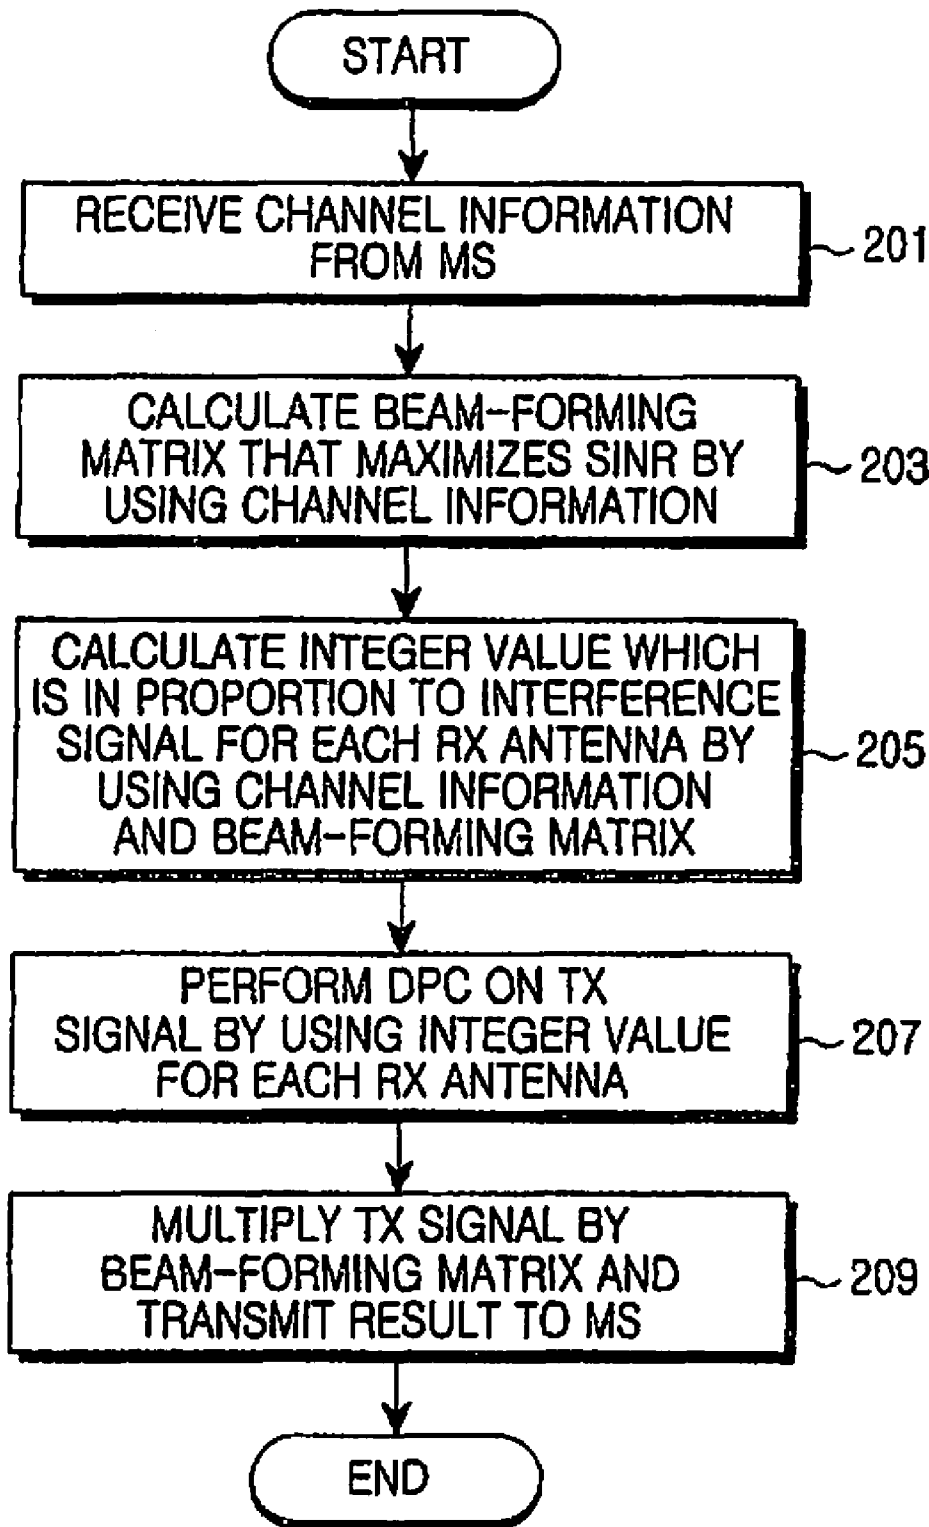 START
RECEIVE CHANNEL INFORMATION
FROM MS
201
CALCULATE BEAM-FORMING
MATRIX THAT MAXIMIZES SINR BY
USING CHANNEL INFORMATION
203
CALCULATE INTEGER VALUE WHICH
IS IN PROPORTION TO INTERFERENCE
SIGNAL FOR EACH RX ANTENNA BY
USING CHANNEL INFORMATION
AND BEAM-FORMING MATRIX
205
PERFORM DPC ON TX
SIGNAL BY USING INTEGER VALUE
FOR EACH RX ANTENNA
207
MULTIPLY TX SIGNAL BY
BEAM-FORMING MATRIX AND
TRANSMIT RESULT TO MS
209
END